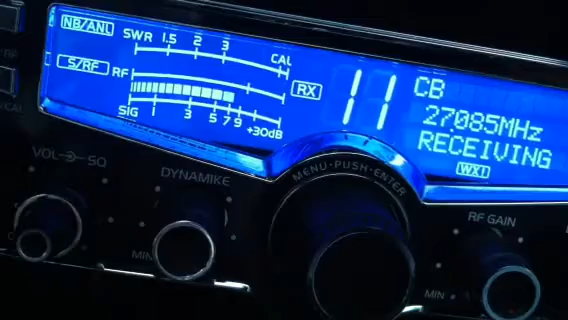 NB/ANL
SWR 1.5 2 3 CAL
S/RF RF
RX
SIG 1 3 5 7 9 +30dB
11
CB
27.085MHz
RECEIVING
WX1
VOL SQ
DYNAMIKE
MIN
MENU·PUSH·ENTER
RF GAIN
MIN